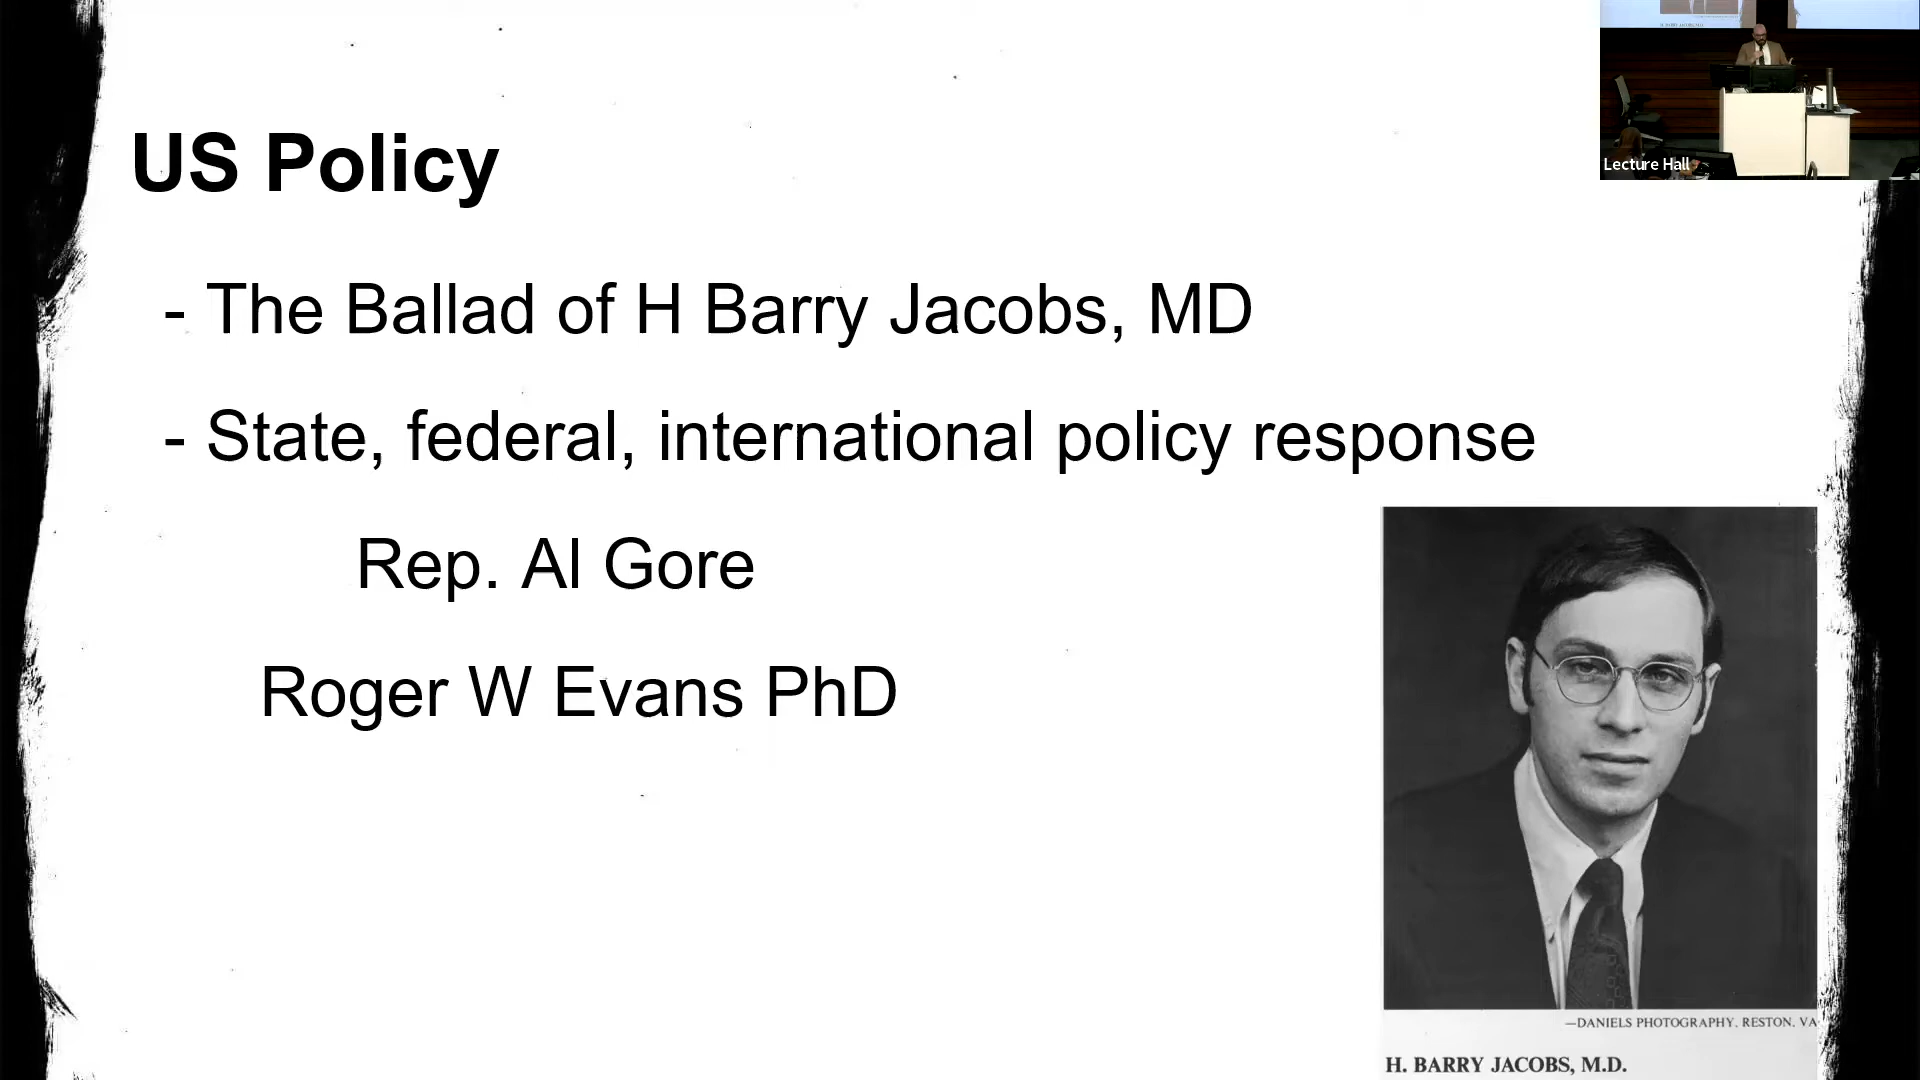 US Policy
- The Ballad of H Barry Jacobs, MD
- State, federal, international policy response
Rep. Al Gore
Roger W Evans PhD
—DANIELS PHOTOGRAPHY, RESTON, VA
H. BARRY JACOBS, M.D.
Lecture Hall